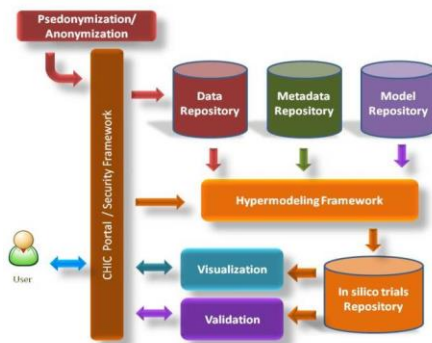 Psedonymization/
Anonymization
CHIC Portal / Security Framework
Data
Repository
Metadata
Repository
Model
Repository
Hypermodeling Framework
User
Visualization
Validation
In silico trials
Repository